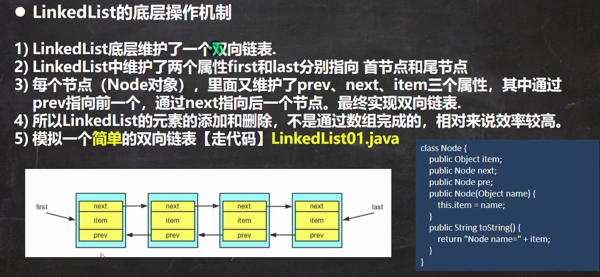 ● LinkedList的底层操作机制
1) LinkedList底层维护了一个双向链表.
2) LinkedList中维护了两个属性first和last分别指向 首节点和尾节点
3) 每个节点（Node对象），里面又维护了prev、next、item三个属性，其中通过
prev指向前一个，通过next指向后一个节点。最终实现双向链表.
4) 所以LinkedList的元素的添加和删除，不是通过数组完成的，相对来说效率较高。
5) 模拟一个简单的双向链表【走代码】LinkedList01.java
first
next
item
prev
next
item
prev
next
item
prev
next
item
prev
last
class Node {
public Object item;
public Node next;
public Node pre;
public Node(Object name) {
this.item = name;
}
public String toString() {
return "Node name=" + item;
}
}